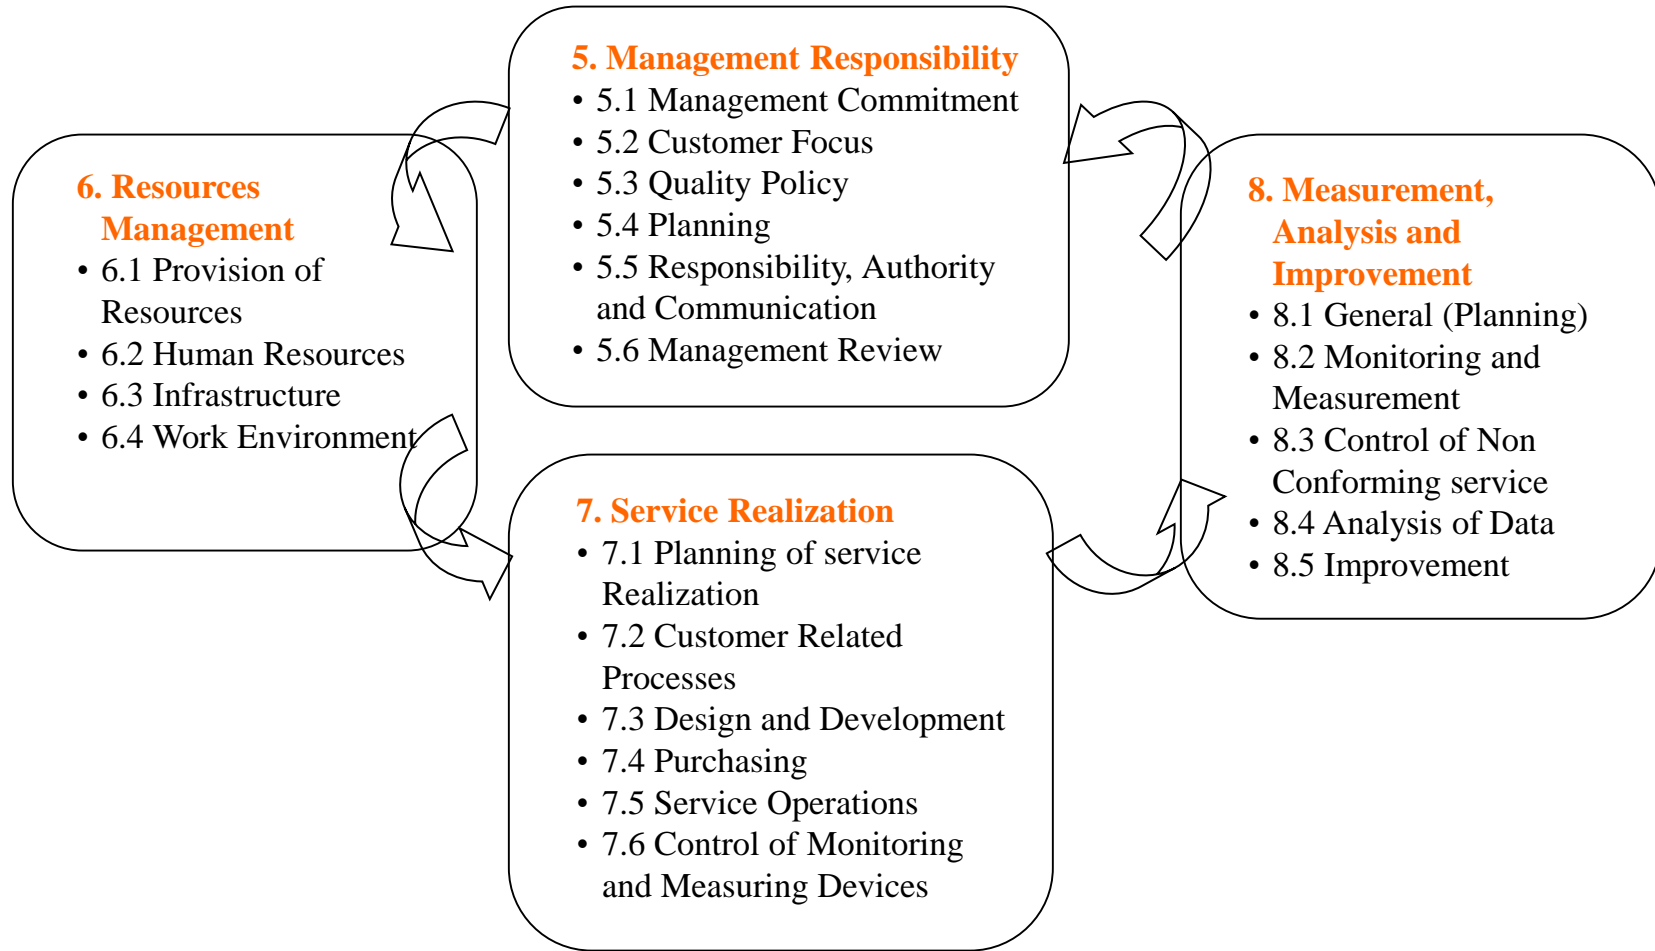 5. Management Responsibility
• 5.1 Management Commitment
• 5.2 Customer Focus
• 5.3 Quality Policy
• 5.4 Planning
• 5.5 Responsibility, Authority
and Communication
• 5.6 Management Review
6. Resources
Management
• 6.1 Provision of
Resources
• 6.2 Human Resources
• 6.3 Infrastructure
• 6.4 Work Environment
7. Service Realization
• 7.1 Planning of service
Realization
• 7.2 Customer Related
Processes
• 7.3 Design and Development
• 7.4 Purchasing
• 7.5 Service Operations
• 7.6 Control of Monitoring
and Measuring Devices
8. Measurement,
Analysis and
Improvement
• 8.1 General (Planning)
• 8.2 Monitoring and
Measurement
• 8.3 Control of Non
Conforming service
• 8.4 Analysis of Data
• 8.5 Improvement